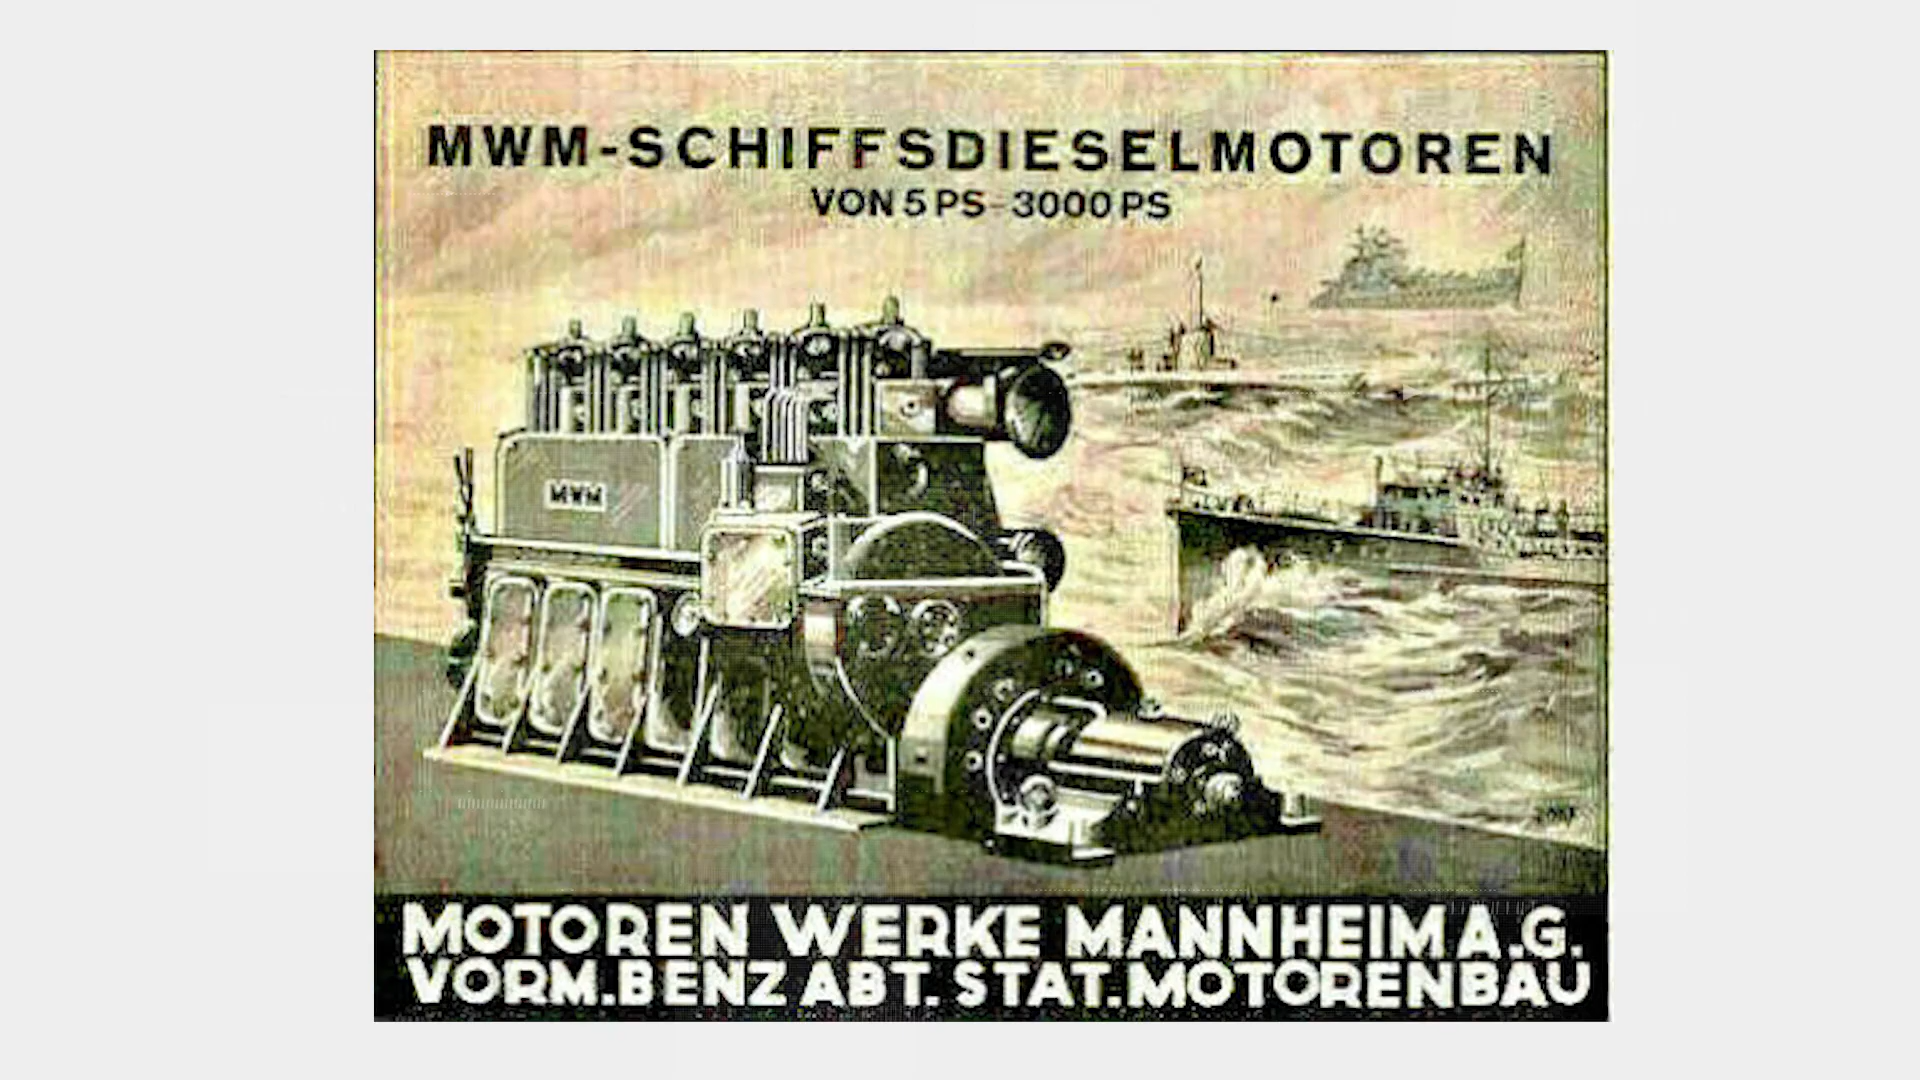 MWM-SCHIFFSDIESELMOTOREN
VON 5 PS - 3000 PS
MWM
MOTOREN WERKE MANNHEIM A.G.
VORM. BENZ ABT. STAT. MOTORENBAU